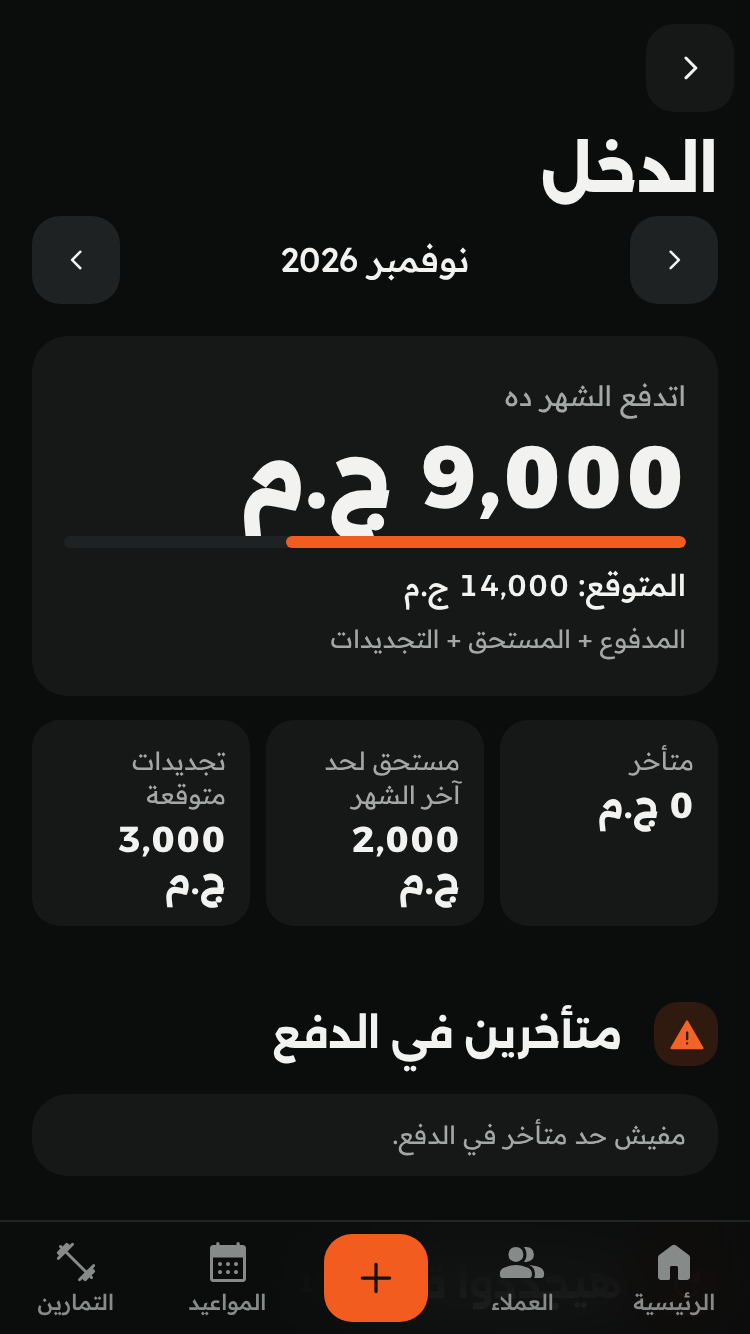 الدخل
نوفمبر 2026
اتدفع الشهر ده
9,000 ج.م
المتوقع: 14,000 ج.م
المدفوع + المستحق + التجديدات
متأخر
0 ج.م
مستحق لحد
آخر الشهر
2,000
ج.م
تجديدات
متوقعة
3,000
ج.م
متأخرين في الدفع
مفيش حد متأخر في الدفع.
هيجددوا
الرئيسية
العملاء
المواعيد
التمارين